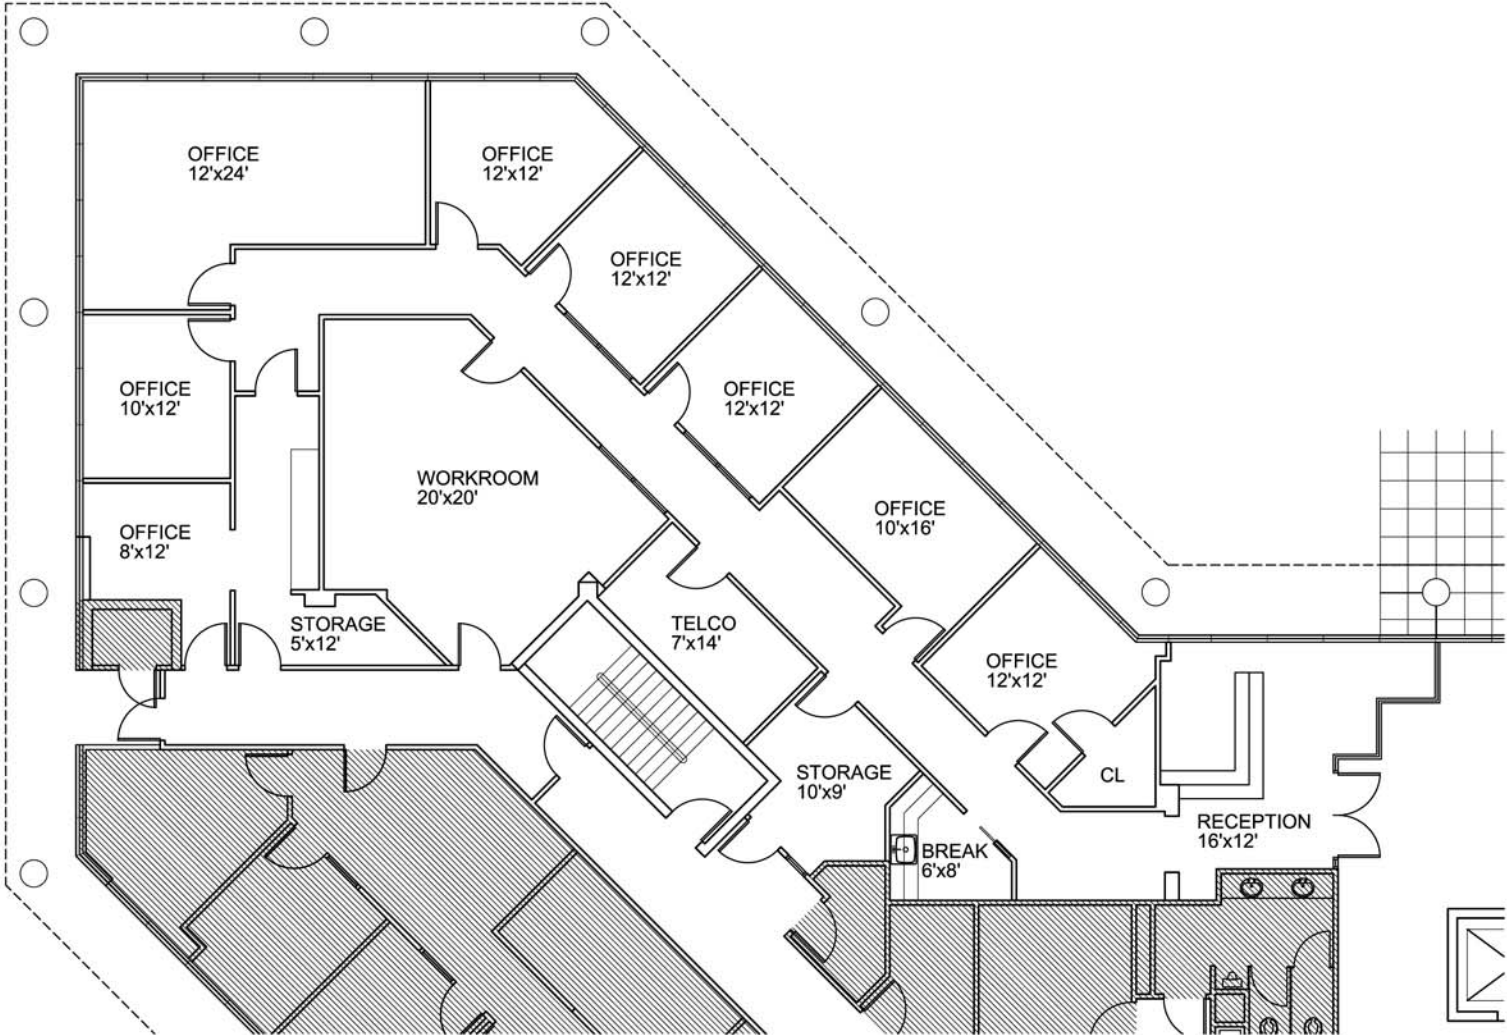 OFFICE
12'x24'
OFFICE
12'x12'
OFFICE
12'x12'
OFFICE
12'x12'
OFFICE
10'x12'
WORKROOM
20'x20'
OFFICE
10'x16'
OFFICE
8'x12'
STORAGE
5'x12'
TELCO
7'x14'
OFFICE
12'x12'
STORAGE
10'x9'
CL
RECEPTION
16'x12'
BREAK
6'x8'